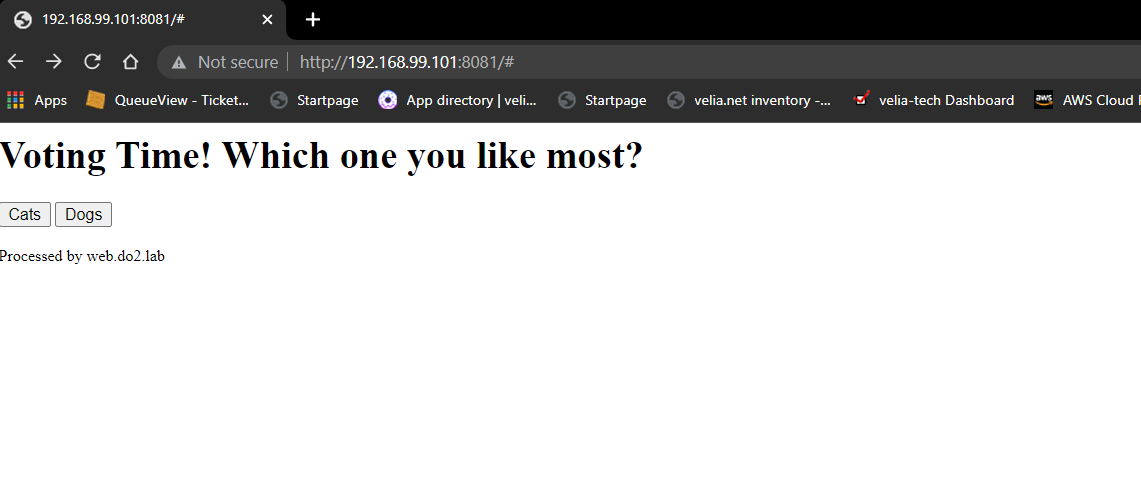 192.168.99.101:8081/#
Not secure http://192.168.99.101:8081/#
Apps QueueView - Ticket... Startpage App directory | veli... Startpage velia.net inventory -... velia-tech Dashboard aws AWS Cloud
Voting Time! Which one you like most?
Cats Dogs
Processed by web.do2.lab